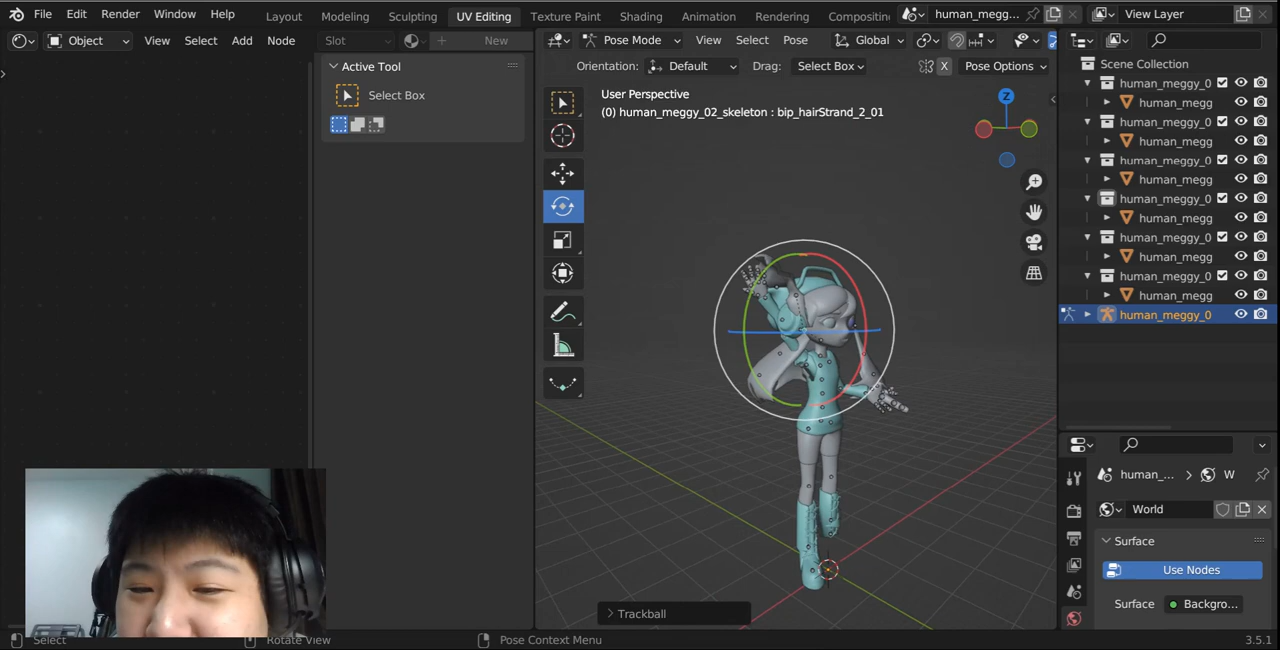 File Edit Render Window Help Layout Modeling Sculpting UV Editing Texture Paint Shading Animation Rendering Compositin human_megg... View Layer
Object View Select Add Node Slot New Pose Mode View Select Pose Global
Active Tool
Select Box
Orientation: Default Drag: Select Box X Pose Options
User Perspective
(0) human_meggy_02_skeleton : bip_hairStrand_2_01
Z
Scene Collection
human_meggy_0
human_megg
human_meggy_0
human_megg
human_meggy_0
human_megg
human_meggy_0
human_megg
human_meggy_0
human_megg
human_meggy_0
human_megg
human_meggy_0
human_... W
World
Surface
Use Nodes
Surface Backgro...
Trackball
Select Rotate View Pose Context Menu 3.5.1